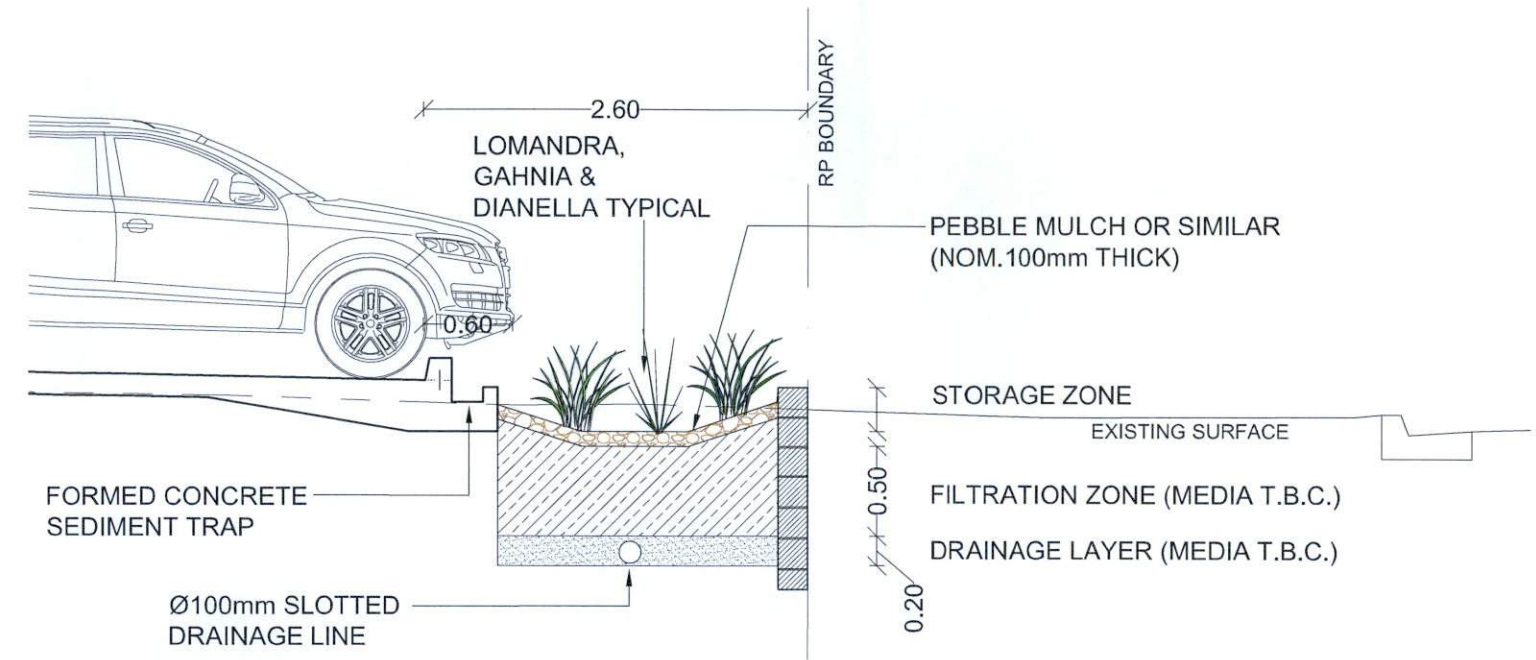 2.60
RP BOUNDARY
LOMANDRA,
GAHNIA &
DIANELLA TYPICAL
PEBBLE MULCH OR SIMILAR
(NOM.100mm THICK)
0.60
STORAGE ZONE
EXISTING SURFACE
0.50
FORMED CONCRETE
SEDIMENT TRAP
FILTRATION ZONE (MEDIA T.B.C.)
DRAINAGE LAYER (MEDIA T.B.C.)
0.20
Ø100mm SLOTTED
DRAINAGE LINE